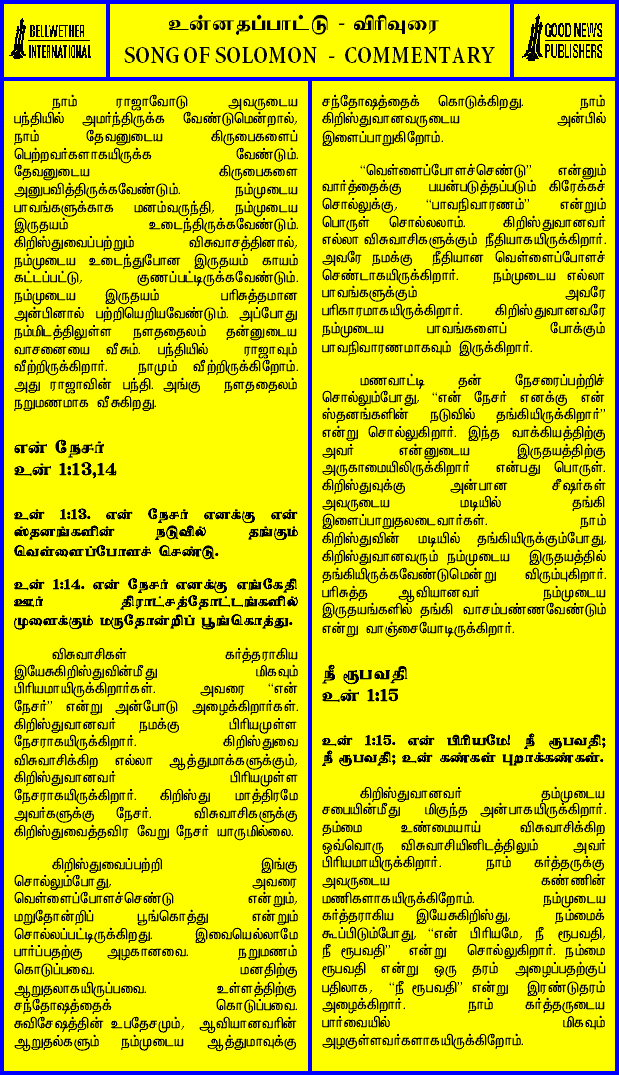 BELLWETHER
INTERNATIONAL
உன்னதப்பாட்டு - விரிவுரை
SONG OF SOLOMON - COMMENTARY
GOOD NEWS
PUBLISHERS
நாம் ராஜாவோடு அவருடைய
பந்தியில் அமர்ந்திருக்க வேண்டுமென்றால்,
நாம் தேவனுடைய கிருபைகளைப்
பெற்றவர்களாகயிருக்க வேண்டும்.
தேவனுடைய கிருபைகளை
அனுபவித்திருக்கவேண்டும். நம்முடைய
பாவங்களுக்காக மனம்வருந்தி, நம்முடைய
இருதயம் உடைந்திருக்கவேண்டும்.
கிறிஸ்துவைப்பற்றும் விசுவாசத்தினால்,
நம்முடைய உடைந்துபோன இருதயம் காயம்
கட்டப்பட்டு, குணப்பட்டிருக்கவேண்டும்.
நம்முடைய இருதயம் பரிசுத்தமான
அன்பினால் பற்றியெறியவேண்டும். அப்போது
நம்மிடத்திலுள்ள நளததைலம் தன்னுடைய
வாசனையை வீசும். பந்தியில் ராஜாவும்
வீற்றிருக்கிறார். நாமும் வீற்றிருக்கிறோம்.
அது ராஜாவின் பந்தி. அங்கு நளததைலம்
நறுமணமாக வீசுகிறது.
என் நேசர்
உன் 1:13,14
உன் 1:13. என் நேசர் எனக்கு என்
ஸ்தனங்களின் நடுவில் தங்கும்
வெள்ளைப்போளச் செண்டு.
உன் 1:14. என் நேசர் எனக்கு எங்கேதி
ஊர் திராட்சத்தோட்டங்களில்
முளைக்கும் மருதோன்றிப் பூங்கொத்து.
விசுவாசிகள் கர்த்தராகிய
இயேசுகிறிஸ்துவின்மீது மிகவும்
பிரியமாயிருக்கிறார்கள். அவரை “என்
நேசர்” என்று அன்போடு அழைக்கிறார்கள்.
கிறிஸ்துவானவர் நமக்கு பிரியமுள்ள
நேசராகயிருக்கிறார். கிறிஸ்துவை
விசுவாசிக்கிற எல்லா ஆத்துமாக்களுக்கும்,
கிறிஸ்துவானவர் பிரியமுள்ள
நேசராகயிருக்கிறார். கிறிஸ்து மாத்திரமே
அவர்களுக்கு நேசர். விசுவாசிகளுக்கு
கிறிஸ்துவைத்தவிர வேறு நேசர் யாருமில்லை.
கிறிஸ்துவைப்பற்றி இங்கு
சொல்லும்போது, அவரை
வெள்ளைப்போளச்செண்டு என்றும்,
மறுதோன்றிப் பூங்கொத்து என்றும்
சொல்லப்பட்டிருக்கிறது. இவையெல்லாமே
பார்ப்பதற்கு அழகானவை. நறுமணம்
கொடுப்பவை. மனதிற்கு
ஆறுதலாகயிருப்பவை. உள்ளத்திற்கு
சந்தோஷத்தைக் கொடுப்பவை.
சுவிசேஷத்தின் உபதேசமும், ஆவியானவரின்
ஆறுதல்களும் நம்முடைய ஆத்துமாவுக்கு
சந்தோஷத்தைக் கொடுக்கிறது. நாம்
கிறிஸ்துவானவருடைய அன்பில்
இளைப்பாறுகிறோம்.
“வெள்ளைப்போளச்செண்டு” என்னும்
வார்த்தைக்கு பயன்படுத்தப்படும் கிரேக்கச்
சொல்லுக்கு, “பாவநிவாரணம்” என்றும்
பொருள் சொல்லலாம். கிறிஸ்துவானவர்
எல்லா விசுவாசிகளுக்கும் நீதியாகயிருக்கிறார்.
அவரே நமக்கு நீதியான வெள்ளைப்போளச்
செண்டாகயிருக்கிறார். நம்முடைய எல்லா
பாவங்களுக்கும் அவரே
பரிகாரமாகயிருக்கிறார். கிறிஸ்துவானவரே
நம்முடைய பாவங்களைப் போக்கும்
பாவநிவாரணமாகவும் இருக்கிறார்.
மணவாட்டி தன் நேசரைப்பற்றிச்
சொல்லும்போது, “என் நேசர் எனக்கு என்
ஸ்தனங்களின் நடுவில் தங்கியிருக்கிறார்”
என்று சொல்லுகிறார். இந்த வாக்கியத்திற்கு
அவர் என்னுடைய இருதயத்திற்கு
அருகாமையிலிருக்கிறார் என்பது பொருள்.
கிறிஸ்துவுக்கு அன்பான சீஷர்கள்
அவருடைய மடியில் தங்கி
இளைப்பாறுதலடைவார்கள். நாம்
கிறிஸ்துவின் மடியில் தங்கியிருக்கும்போது,
கிறிஸ்துவானவரும் நம்முடைய இருதயத்தில்
தங்கியிருக்கவேண்டுமென்று விரும்புகிறார்.
பரிசுத்த ஆவியானவர் நம்முடைய
இருதயங்களில் தங்கி வாசம்பண்ணவேண்டும்
என்று வாஞ்சையோடிருக்கிறார்.
நீ ரூபவதி
உன் 1:15
உன் 1:15. என் பிரியமே! நீ ரூபவதி;
நீ ரூபவதி; உன் கண்கள் புறாக்கண்கள்.
கிறிஸ்துவானவர் தம்முடைய
சபையின்மீது மிகுந்த அன்பாகயிருக்கிறார்.
தம்மை உண்மையாய் விசுவாசிக்கிற
ஒவ்வொரு விசுவாசியினிடத்திலும் அவர்
பிரியமாயிருக்கிறார். நாம் கர்த்தருக்கு
அவருடைய கண்ணின்
மணிகளாகயிருக்கிறோம். நம்முடைய
கர்த்தராகிய இயேசுகிறிஸ்து, நம்மைக்
கூப்பிடும்போது, “என் பிரியமே, நீ ரூபவதி,
நீ ரூபவதி” என்று சொல்லுகிறார். நம்மை
ரூபவதி என்று ஒரு தரம் அழைப்பதற்குப்
பதிலாக, “நீ ரூபவதி” என்று இரண்டுதரம்
அழைக்கிறார். நாம் கர்த்தருடைய
பார்வையில் மிகவும்
அழகுள்ளவர்களாகயிருக்கிறோம்.